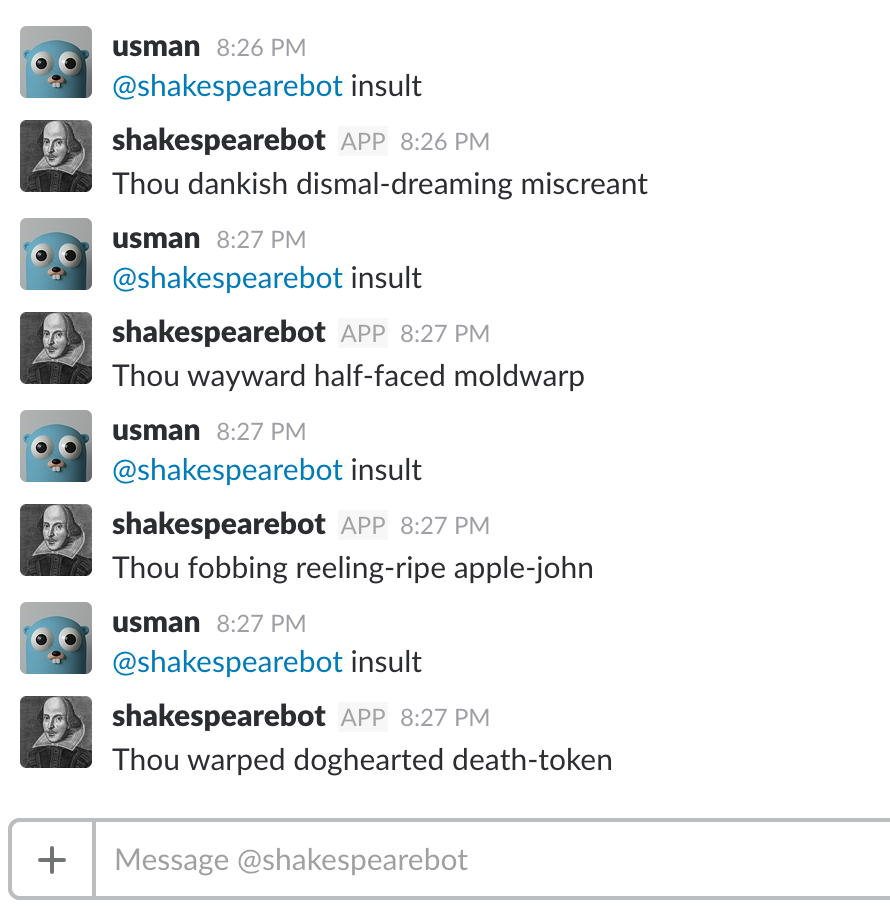 usman 8:26 PM
@shakespearebot insult
shakespearebot APP 8:26 PM
Thou dankish dismal-dreaming miscreant
usman 8:27 PM
@shakespearebot insult
shakespearebot APP 8:27 PM
Thou wayward half-faced moldwarp
usman 8:27 PM
@shakespearebot insult
shakespearebot APP 8:27 PM
Thou fobbing reeling-ripe apple-john
usman 8:27 PM
@shakespearebot insult
shakespearebot APP 8:27 PM
Thou warped doghearted death-token
+ Message @shakespearebot